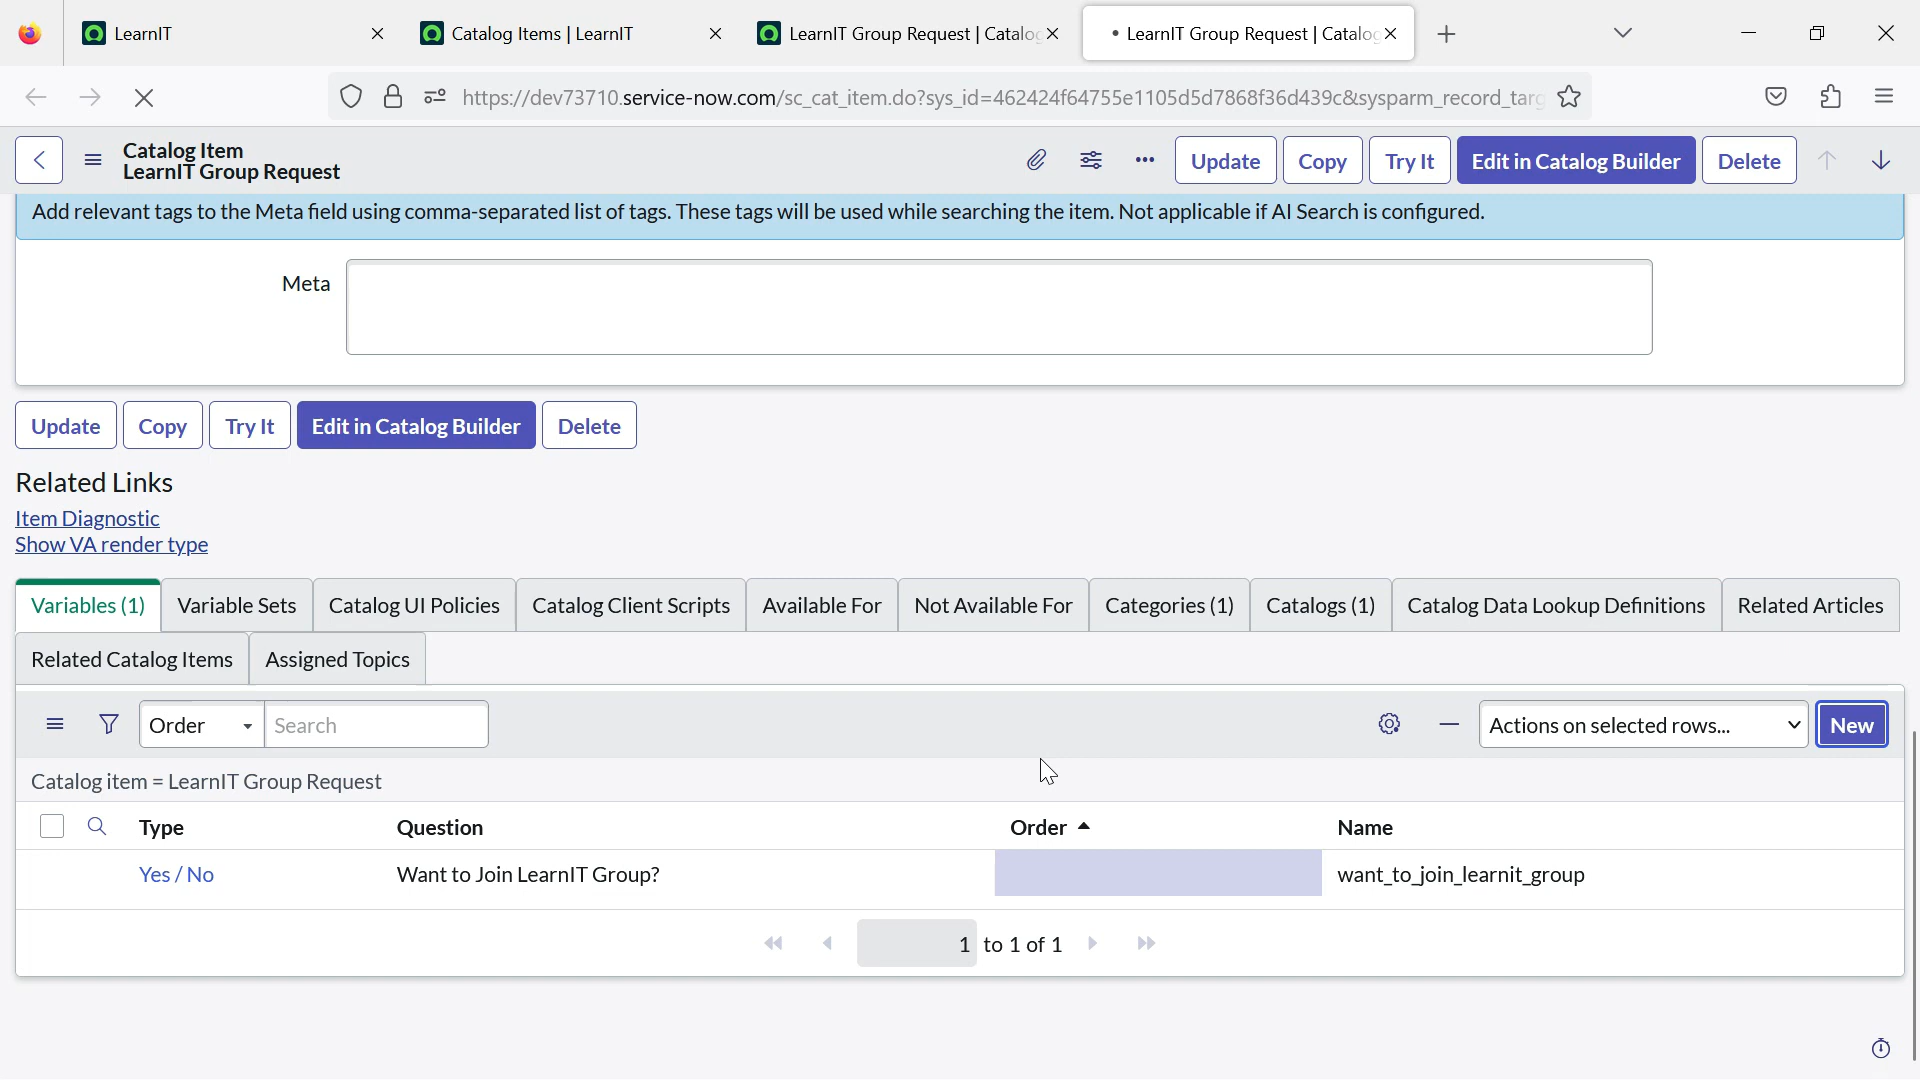 LearnIT
Catalog Items | LearnIT
LearnIT Group Request | Catalo
LearnIT Group Request | Catalo
https://dev73710.service-now.com/sc_cat_item.do?sys_id=462424f64755e1105d5d7868f36d439c&sysparm_record_targ
Catalog Item
LearnIT Group Request
Update
Copy
Try It
Edit in Catalog Builder
Delete
Add relevant tags to the Meta field using comma-separated list of tags. These tags will be used while searching the item. Not applicable if AI Search is configured.
Meta
Update
Copy
Try It
Edit in Catalog Builder
Delete
Related Links
Item Diagnostic
Show VA render type
Variables (1)
Variable Sets
Catalog UI Policies
Catalog Client Scripts
Available For
Not Available For
Categories (1)
Catalogs (1)
Catalog Data Lookup Definitions
Related Articles
Related Catalog Items
Assigned Topics
Order
Search
Actions on selected rows...
New
Catalog item = LearnIT Group Request
Type
Question
Order
Name
Yes / No
Want to Join LearnIT Group?
want_to_join_learnit_group
1 to 1 of 1